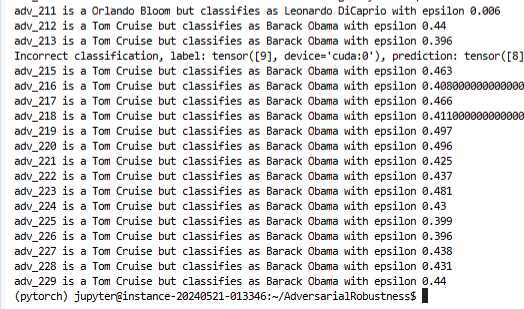 adv_211 is a Orlando Bloom but classifies as Leonardo DiCaprio with epsilon 0.006
adv_212 is a Tom Cruise but classifies as Barack Obama with epsilon 0.44
adv_213 is a Tom Cruise but classifies as Barack Obama with epsilon 0.396
Incorrect classification, label: tensor([9], device='cuda:0'), prediction: tensor([8]
adv_215 is a Tom Cruise but classifies as Barack Obama with epsilon 0.463
adv_216 is a Tom Cruise but classifies as Barack Obama with epsilon 0.408000000000000
adv_217 is a Tom Cruise but classifies as Barack Obama with epsilon 0.466
adv_218 is a Tom Cruise but classifies as Barack Obama with epsilon 0.411000000000000
adv_219 is a Tom Cruise but classifies as Barack Obama with epsilon 0.497
adv_220 is a Tom Cruise but classifies as Barack Obama with epsilon 0.496
adv_221 is a Tom Cruise but classifies as Barack Obama with epsilon 0.425
adv_222 is a Tom Cruise but classifies as Barack Obama with epsilon 0.437
adv_223 is a Tom Cruise but classifies as Barack Obama with epsilon 0.481
adv_224 is a Tom Cruise but classifies as Barack Obama with epsilon 0.43
adv_225 is a Tom Cruise but classifies as Barack Obama with epsilon 0.399
adv_226 is a Tom Cruise but classifies as Barack Obama with epsilon 0.396
adv_227 is a Tom Cruise but classifies as Barack Obama with epsilon 0.438
adv_228 is a Tom Cruise but classifies as Barack Obama with epsilon 0.431
adv_229 is a Tom Cruise but classifies as Barack Obama with epsilon 0.44
(pytorch) jupyter@instance-20240521-013346:~/AdversarialRobustness$